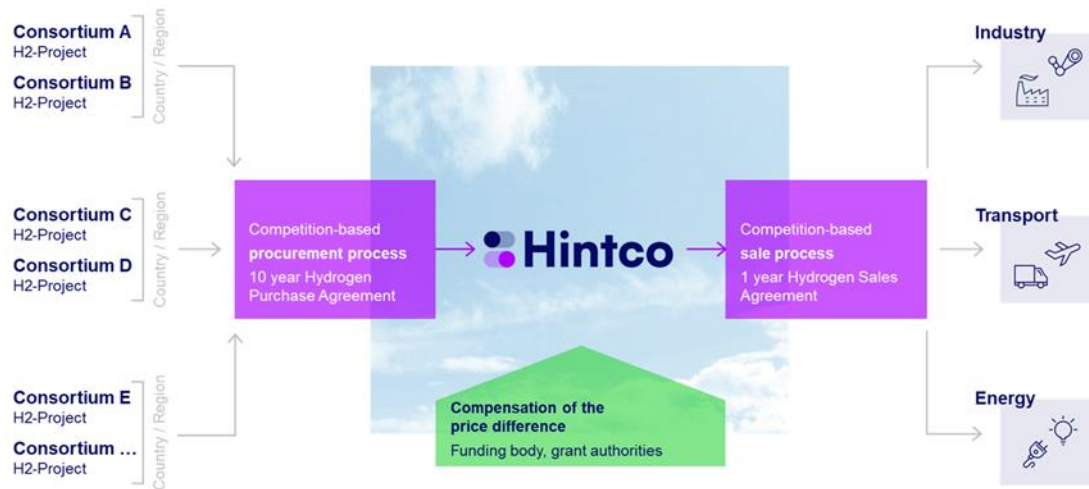 Consortium A
H2-Project
Consortium B
H2-Project
Country / Region
Consortium C
H2-Project
Consortium D
H2-Project
Country / Region
Consortium E
H2-Project
Consortium ...
H2-Project
Country / Region
Competition-based
procurement process
10 year Hydrogen
Purchase Agreement
Hintco
Competition-based
sale process
1 year Hydrogen Sales
Agreement
Compensation of the
price difference
Funding body, grant authorities
Industry
Transport
Energy